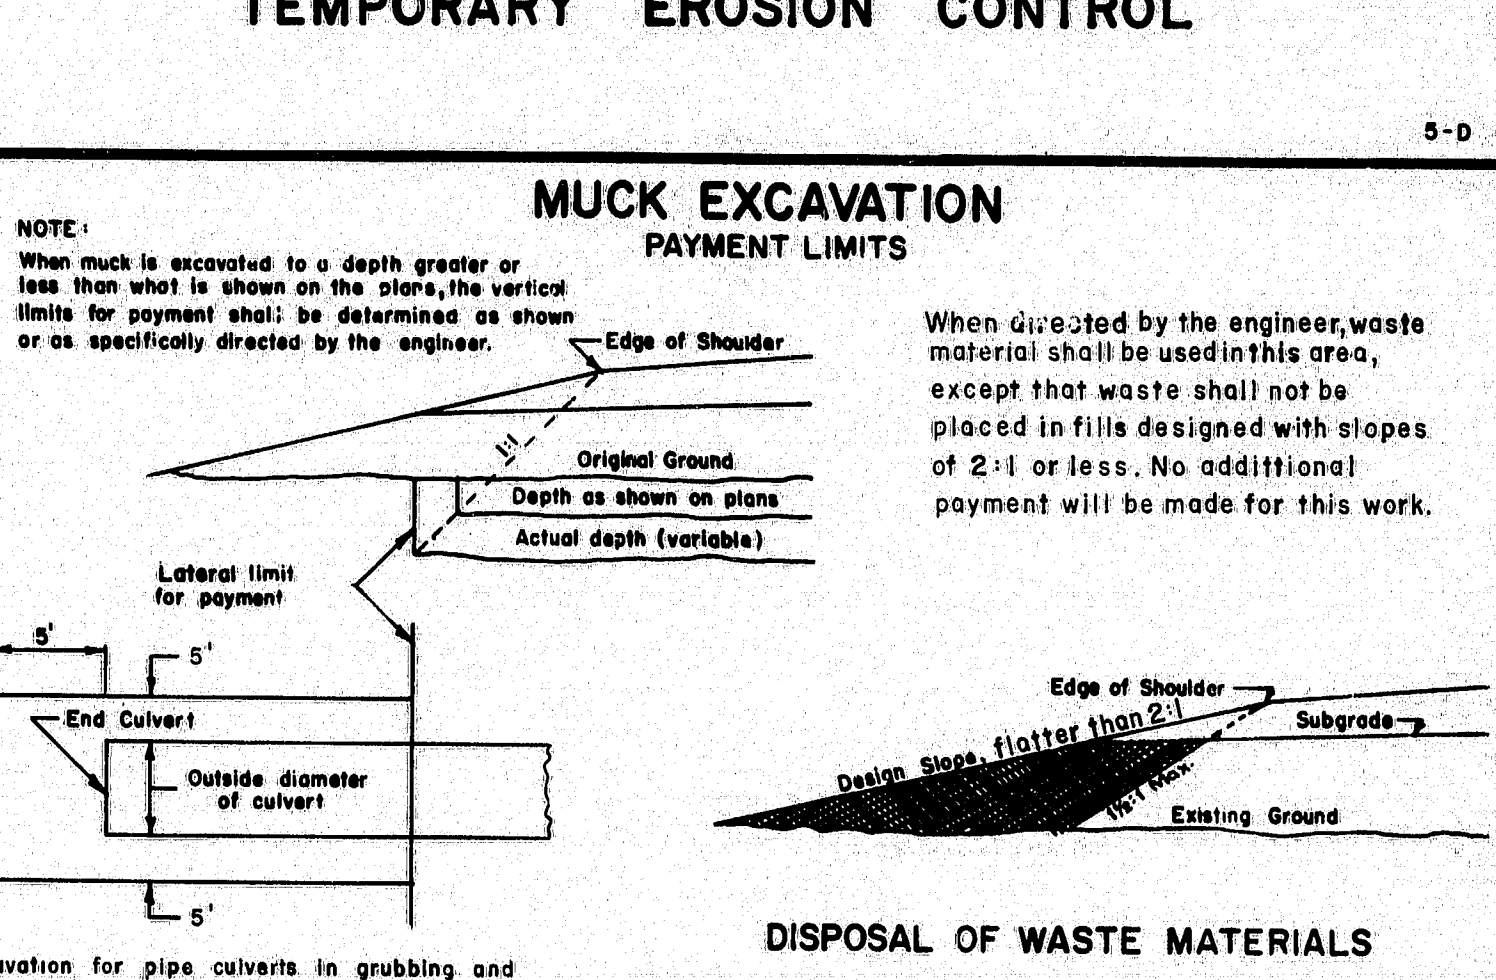 TEMPORARY EROSION CONTROL
5-D
MUCK EXCAVATION
PAYMENT LIMITS
NOTE:
When muck is excavated to a depth greater or
less than what is shown on the plans, the vertical
limits for payment shall be determined as shown
or as specifically directed by the engineer.
Edge of Shoulder
1:1
Original Ground
Depth as shown on plans
Actual depth (variable)
Lateral limit
for payment
When directed by the engineer, waste
material shall be used in this area,
except that waste shall not be
placed in fills designed with slopes
of 2:1 or less. No addittional
payment will be made for this work.
5'
5'
End Culvert
Outside diameter
of culvert
5'
Edge of Shoulder
Design Slope, flatter than 2:1
Subgrade
1½:1 Max.
Existing Ground
DISPOSAL OF WASTE MATERIALS
vation for pipe culverts in grubbing and